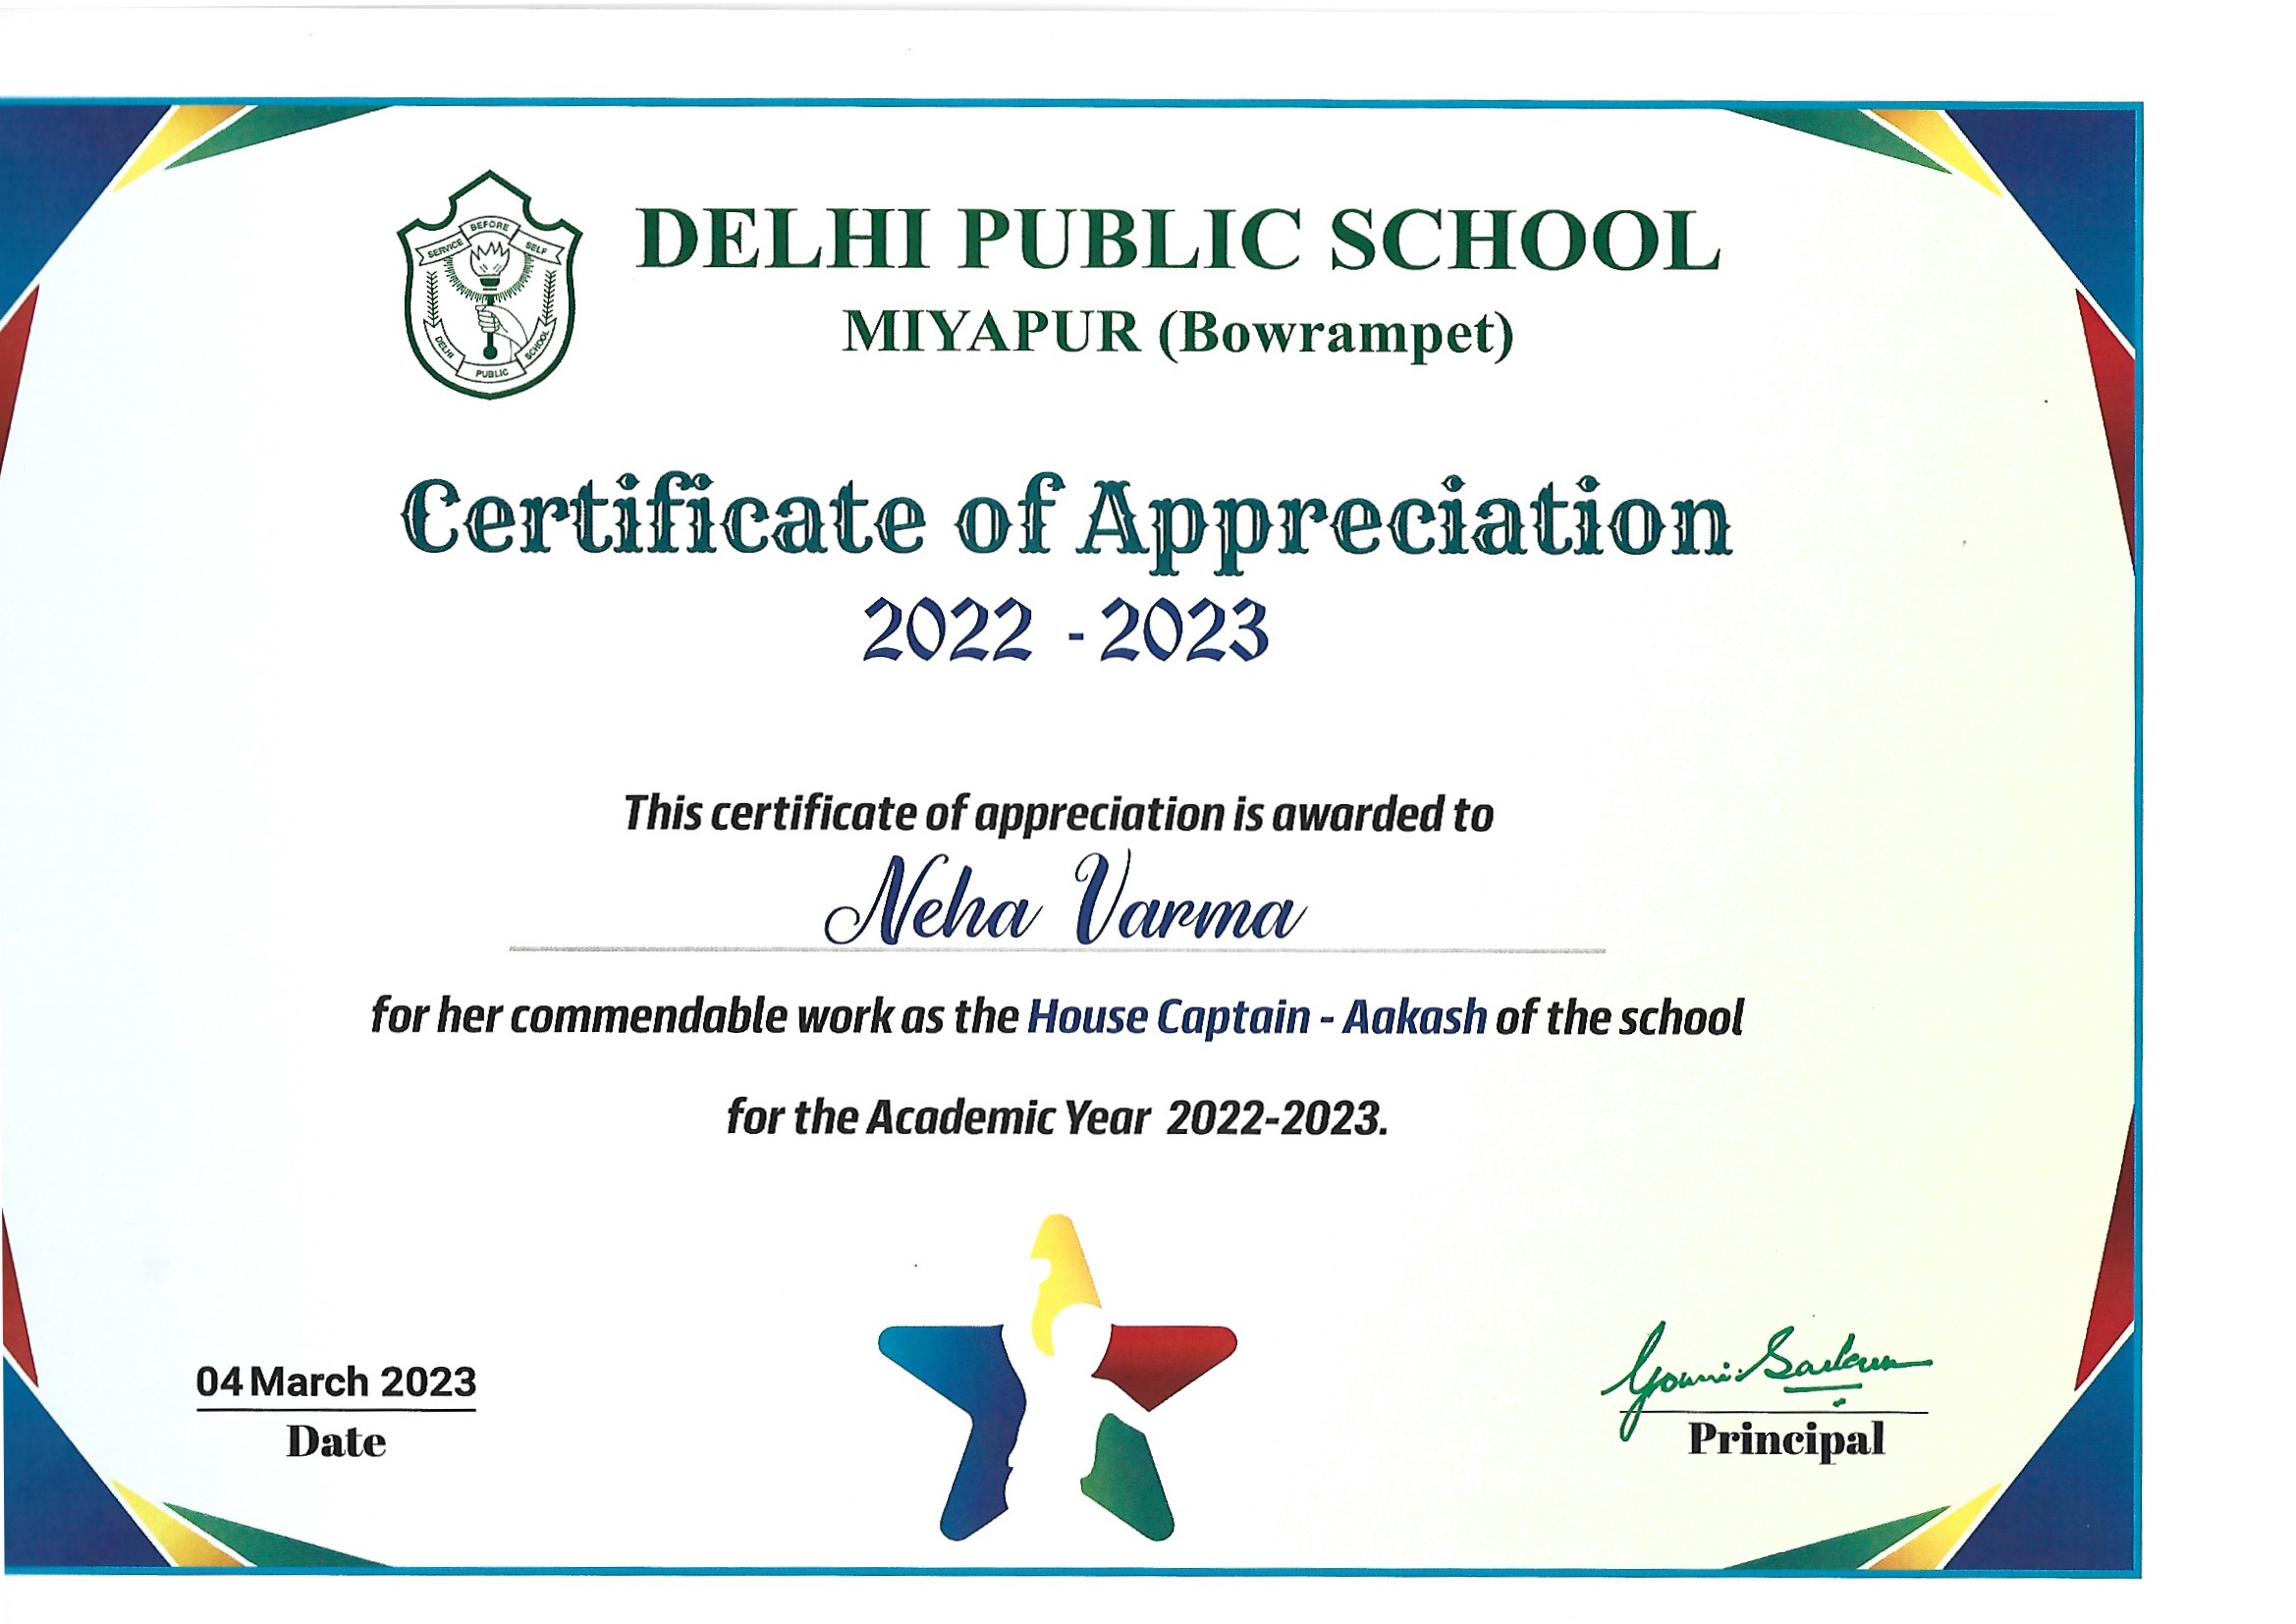 SERVICE BEFORE SELF
DELHI PUBLIC SCHOOL
DELHI PUBLIC SCHOOL
MIYAPUR (Bowrampet)
Certificate of Appreciation
2022 - 2023
This certificate of appreciation is awarded to
Neha Varma
for her commendable work as the House Captain - Aakash of the school
for the Academic Year 2022-2023.
04 March 2023
Date
Principal